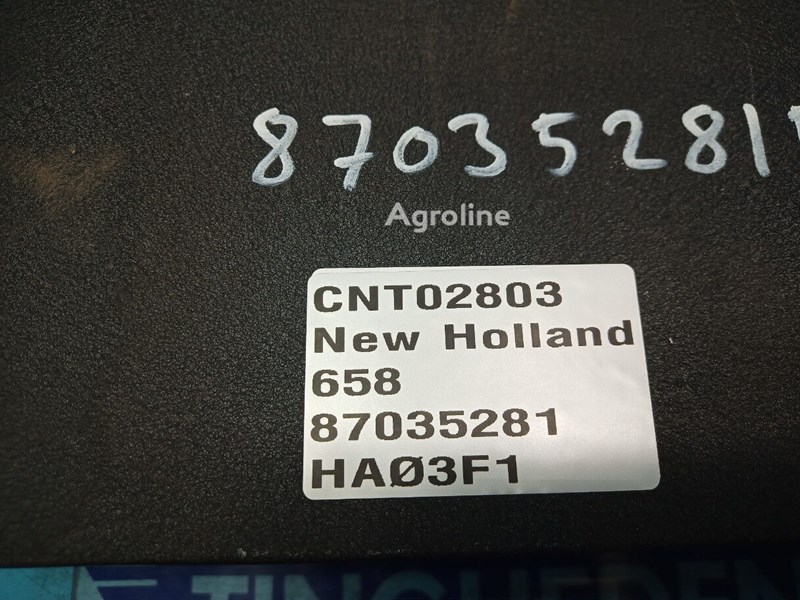 87035281
Agroline
CNT02803
New Holland
658
87035281
HAØ3F1